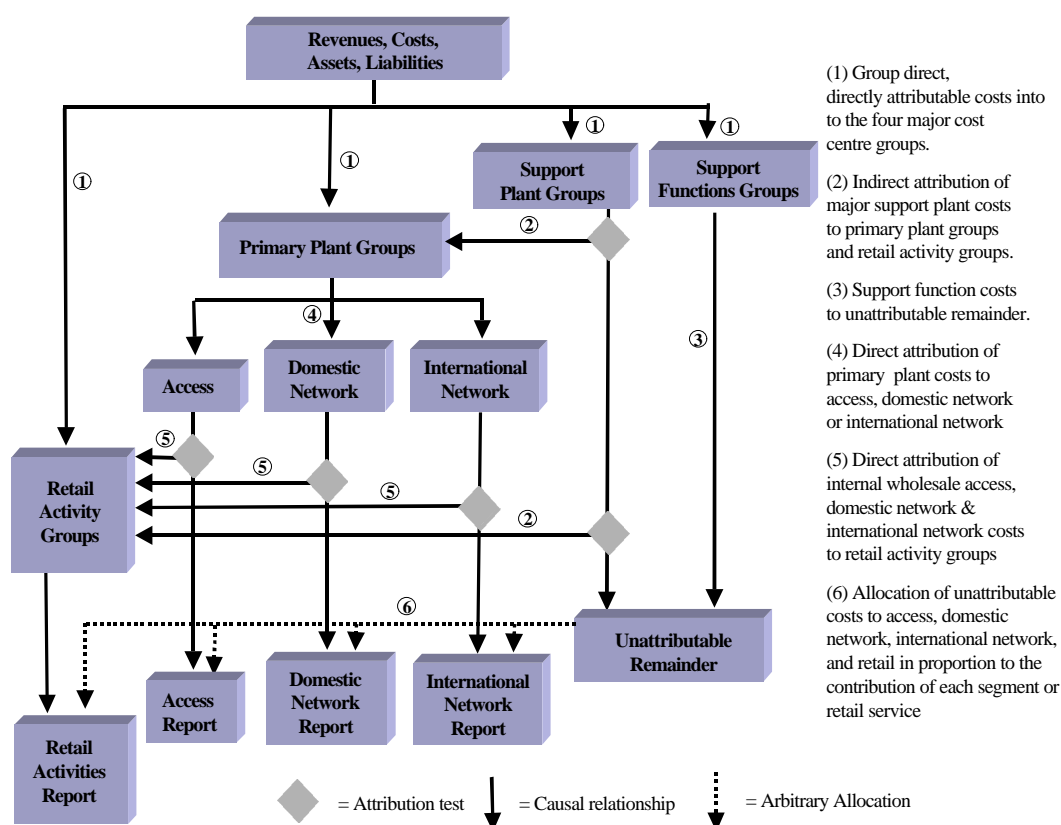 Revenues, Costs,
Assets, Liabilities
①
①
①
①
Support
Plant Groups
Support
Functions Groups
Primary Plant Groups
②
③
④
Access
Domestic
Network
International
Network
⑤
⑤
⑤
②
Retail
Activity
Groups
⑥
Unattributable
Remainder
Access
Report
Domestic
Network
Report
International
Network
Report
Retail
Activities
Report
(1) Group direct,
directly attributable costs into
to the four major cost
centre groups.
(2) Indirect attribution of
major support plant costs
to primary plant groups
and retail activity groups.
(3) Support function costs
to unattributable remainder.
(4) Direct attribution of
primary plant costs to
access, domestic network
or international network
(5) Direct attribution of
internal wholesale access,
domestic network &
international network costs
to retail activity groups
(6) Allocation of unattributable
costs to access, domestic
network, international network,
and retail in proportion to the
contribution of each segment or
retail service
= Attribution test
= Causal relationship
= Arbitrary Allocation